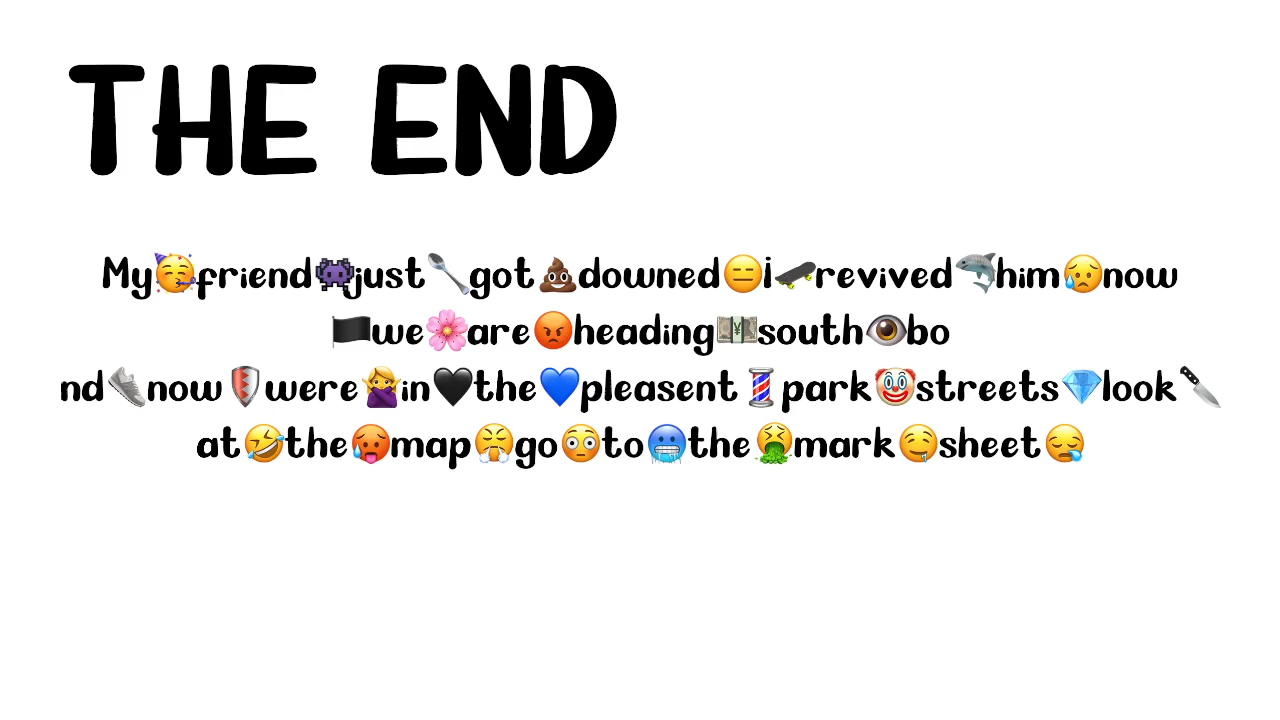 THE END
My🥳friend👾just🥄got💩downed😑i🛹revived🦈him😥now
🏴we🌸are😡heading💴south👁bo
nd👟now🛡were🙅‍♀️in🖤the💙pleasent💈park🤡streets💎look🔪
at🤣the🥵map😤go😳to🥶the🤮mark🤤sheet😪